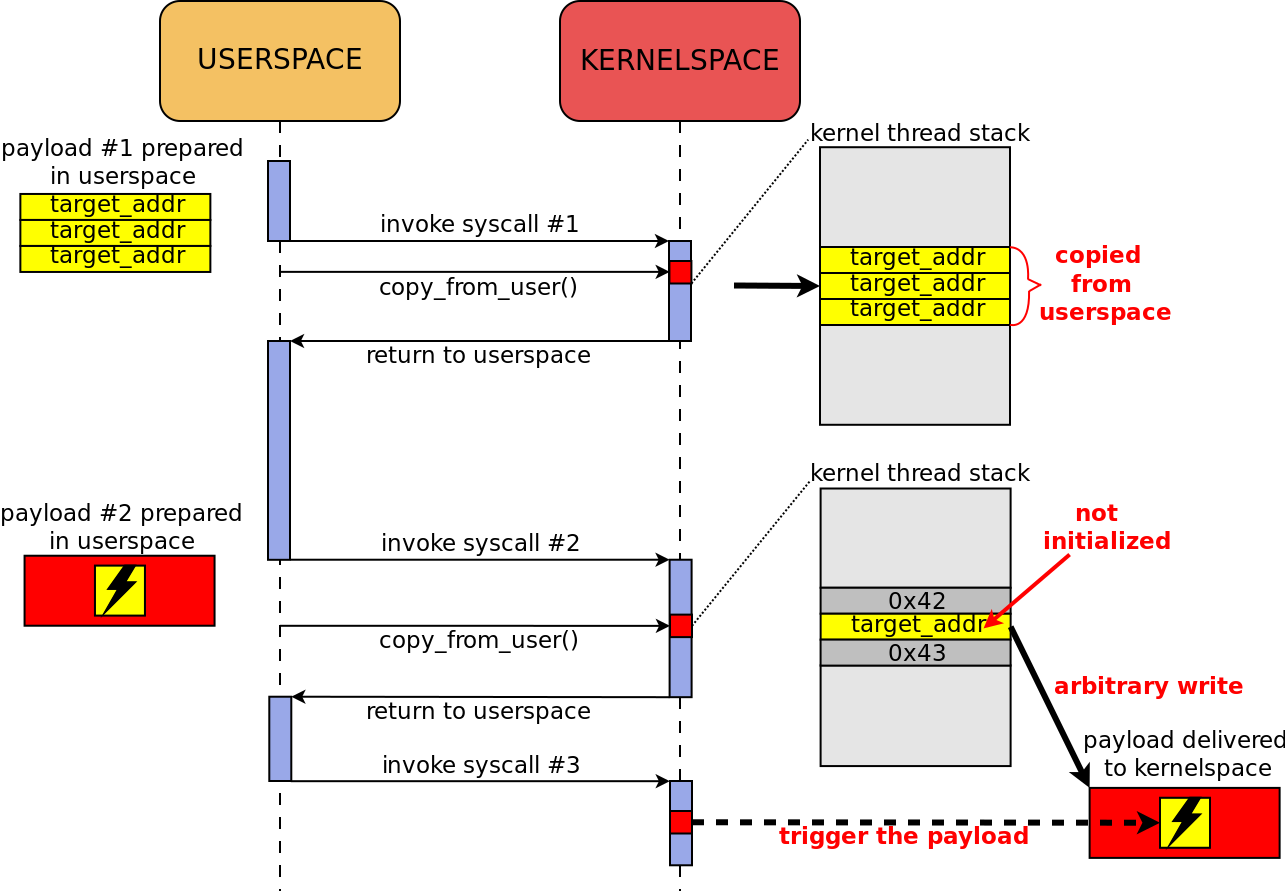 USERSPACE
KERNELSPACE
payload #1 prepared
in userspace
target_addr
target_addr
target_addr
invoke syscall #1
copy_from_user()
return to userspace
kernel thread stack
target_addr
target_addr
target_addr
copied
from
userspace
payload #2 prepared
in userspace
invoke syscall #2
copy_from_user()
return to userspace
kernel thread stack
0x42
target_addr
0x43
not
initialized
arbitrary write
payload delivered
to kernelspace
invoke syscall #3
trigger the payload